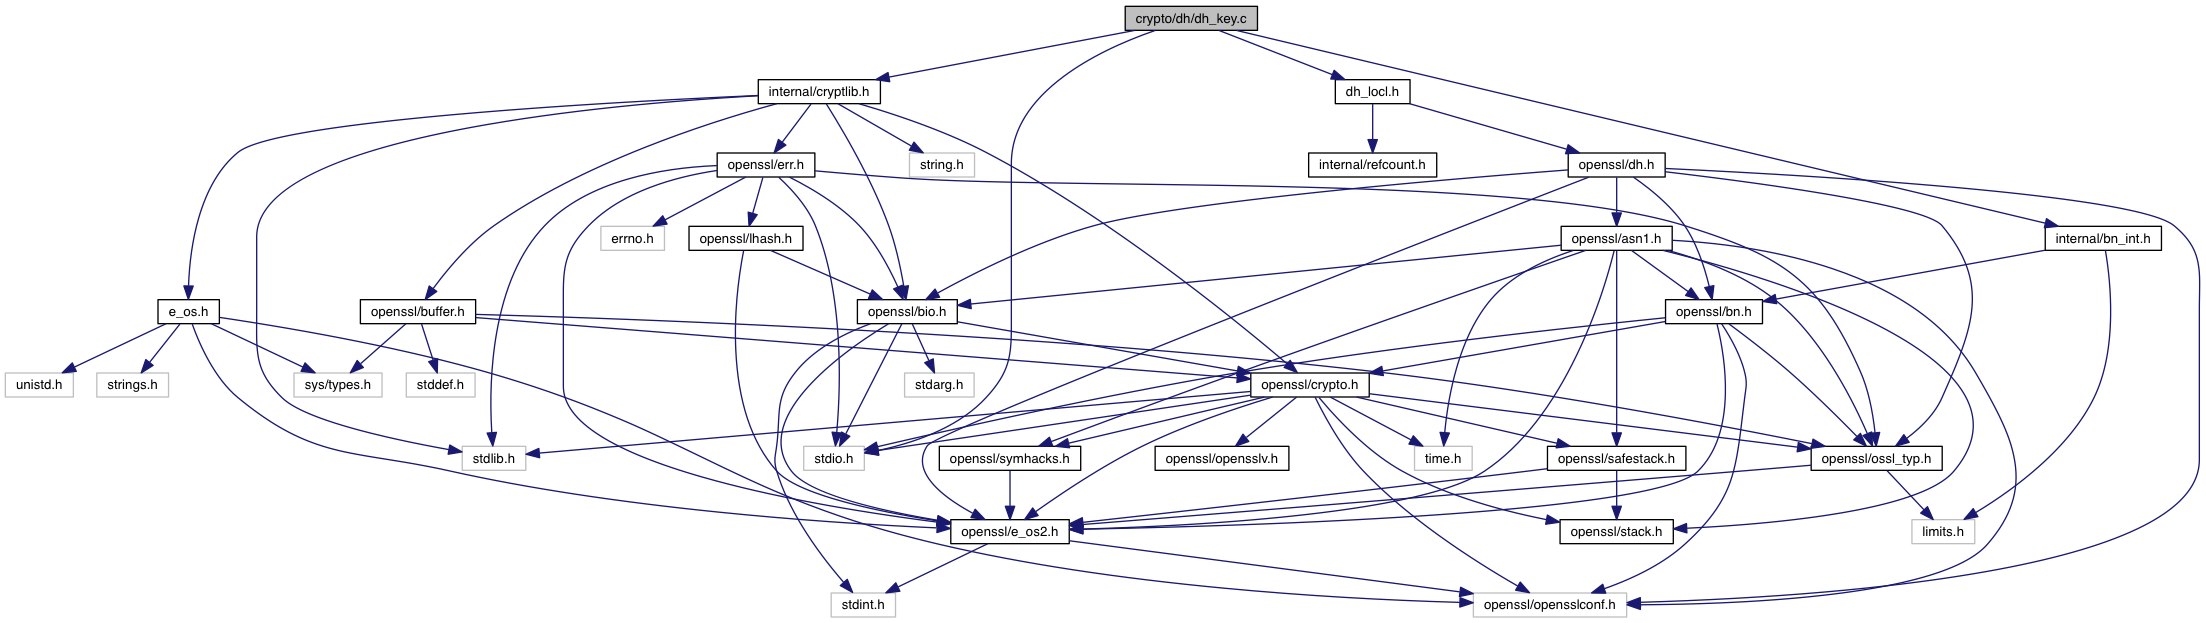 crypto/dh/dh_key.c
internal/cryptlib.h
dh_locl.h
openssl/err.h
string.h
internal/refcount.h
openssl/dh.h
errno.h
openssl/lhash.h
openssl/asn1.h
internal/bn_int.h
e_os.h
openssl/buffer.h
openssl/bio.h
openssl/bn.h
unistd.h
strings.h
sys/types.h
stddef.h
stdarg.h
openssl/crypto.h
stdlib.h
stdio.h
openssl/symhacks.h
openssl/opensslv.h
time.h
openssl/safestack.h
openssl/ossl_typ.h
openssl/e_os2.h
openssl/stack.h
limits.h
stdint.h
openssl/opensslconf.h